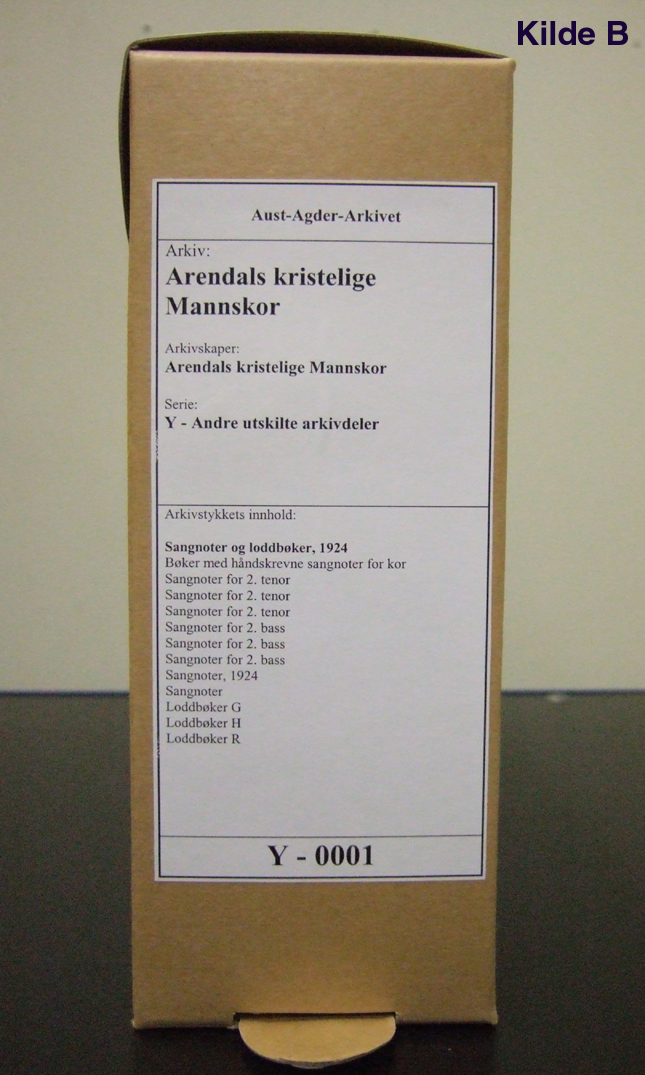 Kilde B
Aust-Agder-Arkivet
Arkiv:
Arendals kristelige
Mannskor
Arkivskaper:
Arendals kristelige Mannskor
Serie:
Y - Andre utskilte arkivdeler
Arkivstykkets innhold:
Sangnoter og loddbøker, 1924
Bøker med håndskrevne sangnoter for kor
Sangnoter for 2. tenor
Sangnoter for 2. tenor
Sangnoter for 2. tenor
Sangnoter for 2. bass
Sangnoter for 2. bass
Sangnoter for 2. bass
Sangnoter, 1924
Sangnoter
Loddbøker G
Loddbøker H
Loddbøker R
Y - 0001